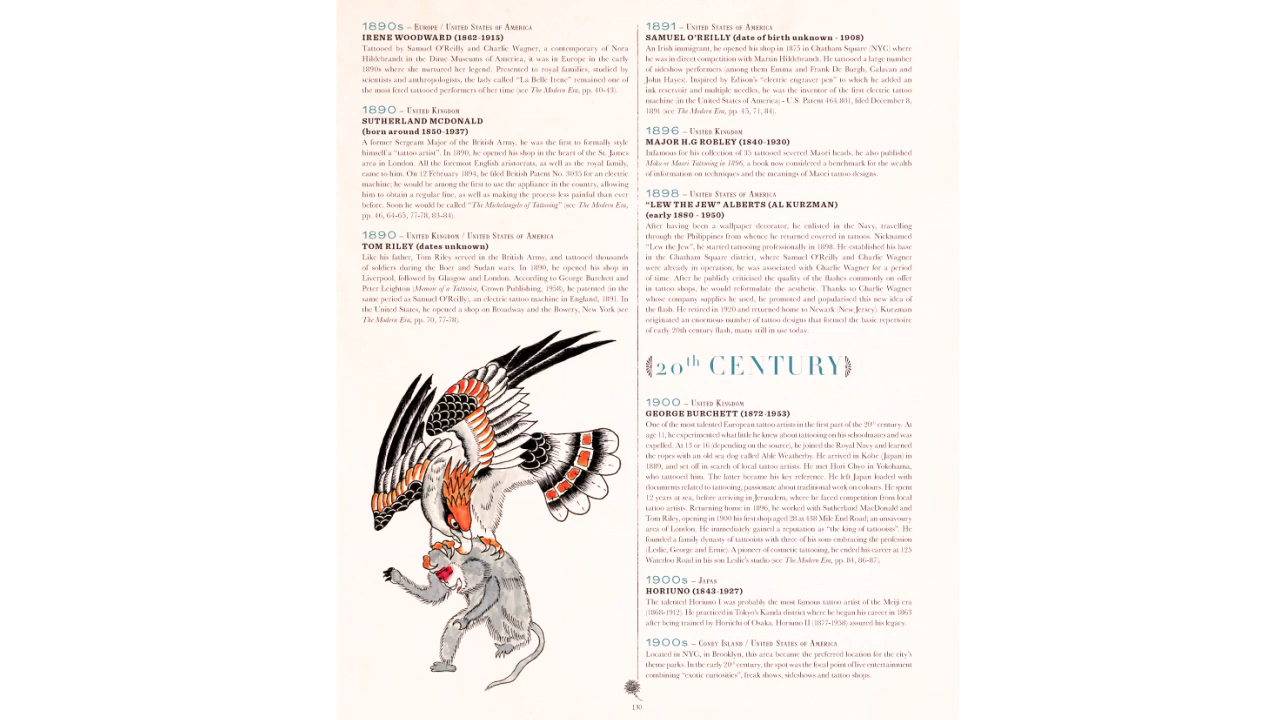 1890s – Europe / United States of America
IRENE WOODWARD (1862-1915)
Tattooed by Samuel O'Reilly and Charlie Wagner, a contemporary of Nora
Hildebrandt in the Dime Museums of America, it was in Europe in the early
1890s where she nurtured her legend. Presented to royal families, studied by
scientists and anthropologists, the lady called "La Belle Irene" remained one of
the most feted tattooed performers of her time (see The Modern Era, pp. 40-43).
1890 – United Kingdom
SUTHERLAND MCDONALD
(born around 1850-1937)
A former Sergeant Major of the British Army, he was the first to formally style
himself a "tattoo artist". In 1890, he opened his shop in the heart of the St. James
area in London. All the foremost English aristocrats, as well as the royal family,
came to him. On 12 February 1894, he filed British Patent No. 3035 for an electric
machine; he would be among the first to use the appliance in the country, allowing
him to obtain a regular line, as well as making the process less painful than ever
before. Soon he would be called "The Michelangelo of Tattooing" (see The Modern Era,
pp. 46, 64-65, 77-78, 83-84).
1890 – United Kingdom / United States of America
TOM RILEY (dates unknown)
Like his father, Tom Riley served in the British Army, and tattooed thousands
of soldiers during the Boer and Sudan wars. In 1890, he opened his shop in
Liverpool, followed by Glasgow and London. According to George Burchett and
Peter Leighton (Memoir of a Tattooist, Crown Publishing, 1958), he patented (in the
same period as Samuel O'Reilly), an electric tattoo machine in England, 1891. In
the United States, he opened a shop on Broadway and the Bowery, New York (see
The Modern Era, pp. 70, 77-78).
1891 – United States of America
SAMUEL O'REILLY (date of birth unknown - 1908)
An Irish immigrant, he opened his shop in 1875 in Chatham Square (NYC) where
he was in direct competition with Martin Hildebrandt. He tattooed a large number
of sideshow performers (among them Emma and Frank De Burgh, Galavan and
John Hayes). Inspired by Edison's "electric engraver pen" to which he added an
ink reservoir and multiple needles, he was the inventor of the first electric tattoo
machine (in the United States of America) - U.S. Patent 464.801, filed December 8,
1891 (see The Modern Era, pp. 45, 71, 84).
1896 – United Kingdom
MAJOR H.G ROBLEY (1840-1930)
Infamous for his collection of 35 tattooed severed Maori heads, he also published
Moko or Maori Tattooing in 1896, a book now considered a benchmark for the wealth
of information on techniques and the meanings of Maori tattoo designs.
1898 – United States of America
"LEW THE JEW" ALBERTS (AL KURZMAN)
(early 1880 - 1950)
After having been a wallpaper decorator, he enlisted in the Navy, travelling
through the Philippines from whence he returned covered in tattoos. Nicknamed
"Lew the Jew", he started tattooing professionally in 1898. He established his base
in the Chatham Square district, where Samuel O'Reilly and Charlie Wagner
were already in operation; he was associated with Charlie Wagner for a period
of time. After he publicly criticised the quality of the flashes commonly on offer
in tattoo shops, he would reformulate the aesthetic. Thanks to Charlie Wagner
whose company supplies he used, he promoted and popularised this new idea of
the flash. He retired in 1920 and returned home to Newark (New Jersey). Kurzman
originated an enormous number of tattoo designs that formed the basic repertoire
of early 20th century flash, many still in use today.
20th CENTURY
1900 – United Kingdom
GEORGE BURCHETT (1872-1953)
One of the most talented European tattoo artists in the first part of the 20th century. At
age 11, he experimented what little he knew about tattooing on his schoolmates and was
expelled. At 13 or 16 (depending on the source), he joined the Royal Navy and learned
the ropes with an old sea dog called Able Weatherby. He arrived in Kobe (Japan) in
1889, and set off in search of local tattoo artists. He met Hori Chyo in Yokohama,
who tattooed him. The latter became his key reference. He left Japan loaded with
documents related to tattooing, passionate about traditional work on colours. He spent
12 years at sea, before arriving in Jerusalem, where he faced competition from local
tattoo artists. Returning home in 1896, he worked with Sutherland MacDonald and
Tom Riley, opening in 1900 his first shop aged 28 at 438 Mile End Road; an unsavoury
area of London. He immediately gained a reputation as "the king of tattooists". He
founded a family dynasty of tattooists with three of his sons embracing the profession
(Leslie, George and Ernie). A pioneer of cosmetic tattooing, he ended his career at 125
Waterloo Road in his son Leslie's studio (see The Modern Era, pp. 84, 86-87).
1900s – Japan
HORIUNO (1843-1927)
The talented Horiuno I was probably the most famous tattoo artist of the Meiji era
(1868-1912). He practiced in Tokyo's Kanda district where he began his career in 1863
after being trained by Horiichi of Osaka. Horiuno II (1877-1958) assured his legacy.
1900s – Coney Island / United States of America
Located in NYC, in Brooklyn, this area became the preferred location for the city's
theme parks. In the early 20th century, the spot was the focal point of live entertainment
combining "exotic curiosities", freak shows, sideshows and tattoo shops.
130